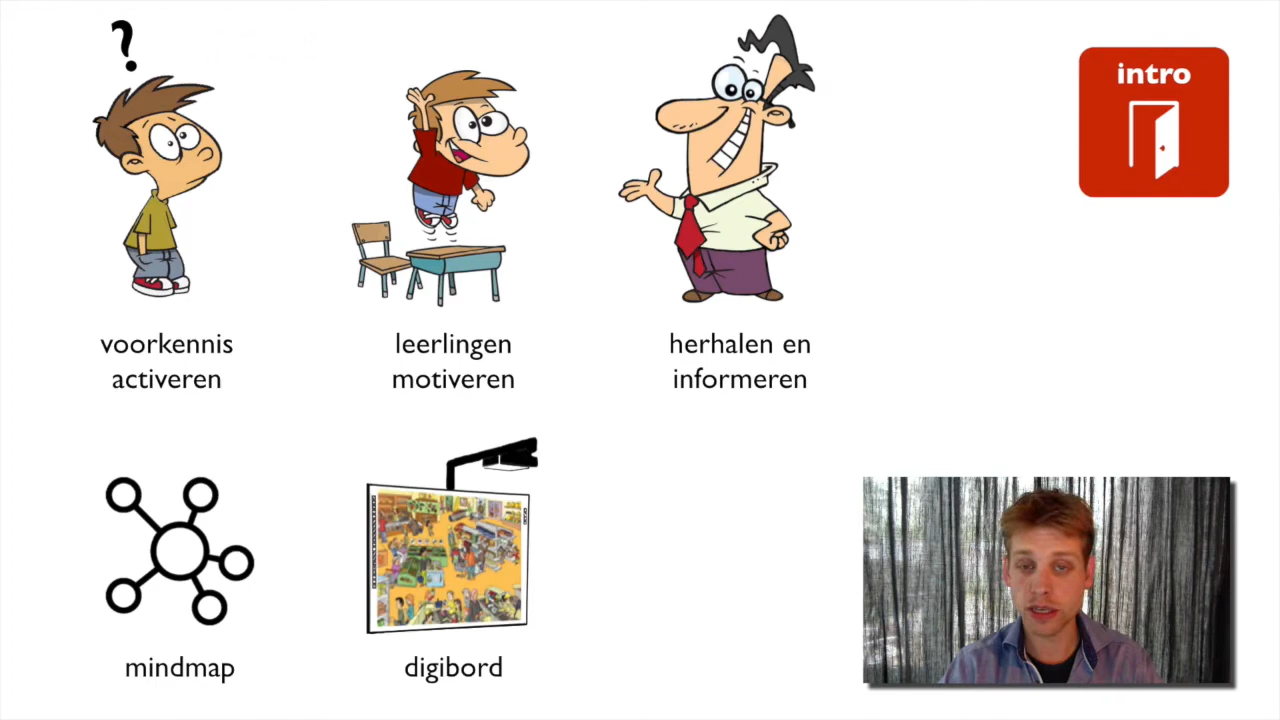 ?
intro
voorkennis
activeren
leerlingen
motiveren
herhalen en
informeren
mindmap
digibord